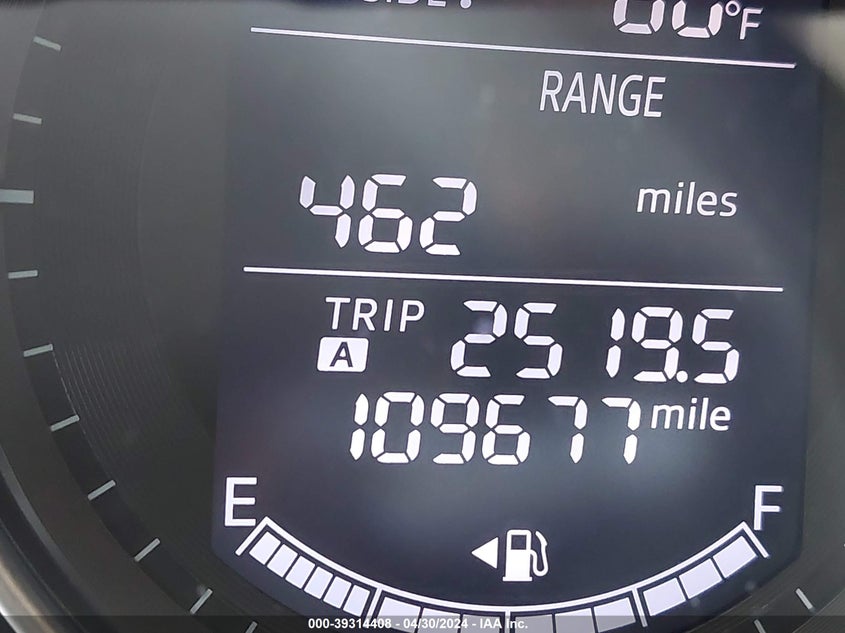 °F
RANGE
462 miles
TRIP A 2519.5
109677 mile
E F
000-39314408 - 04/30/2024 - IAA Inc.